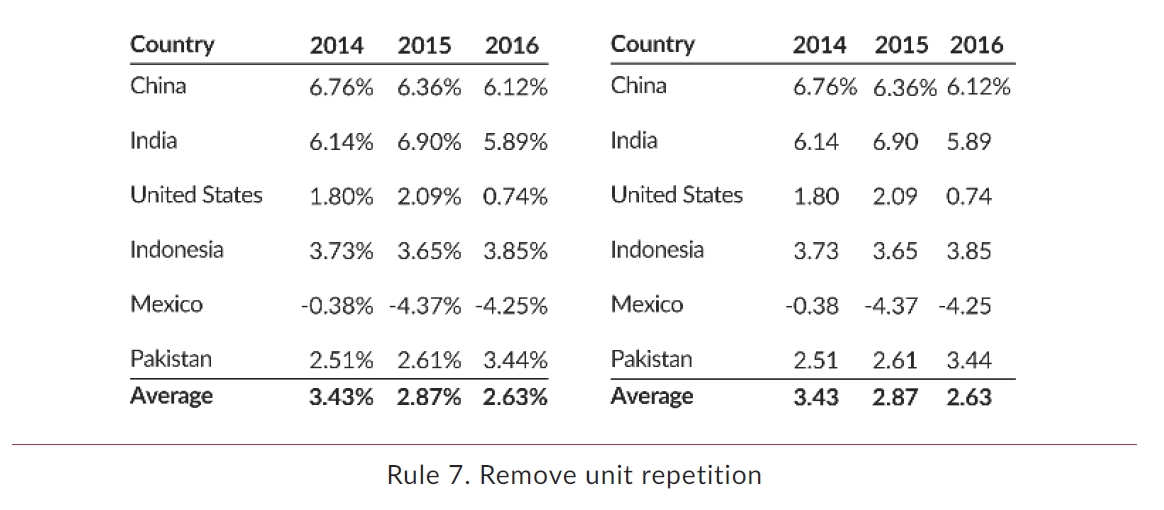 Country 2014 2015 2016 Country 2014 2015 2016
China 6.76% 6.36% 6.12% China 6.76% 6.36% 6.12%
India 6.14% 6.90% 5.89% India 6.14 6.90 5.89
United States 1.80% 2.09% 0.74% United States 1.80 2.09 0.74
Indonesia 3.73% 3.65% 3.85% Indonesia 3.73 3.65 3.85
Mexico -0.38% -4.37% -4.25% Mexico -0.38 -4.37 -4.25
Pakistan 2.51% 2.61% 3.44% Pakistan 2.51 2.61 3.44
Average 3.43% 2.87% 2.63% Average 3.43 2.87 2.63
Rule 7. Remove unit repetition